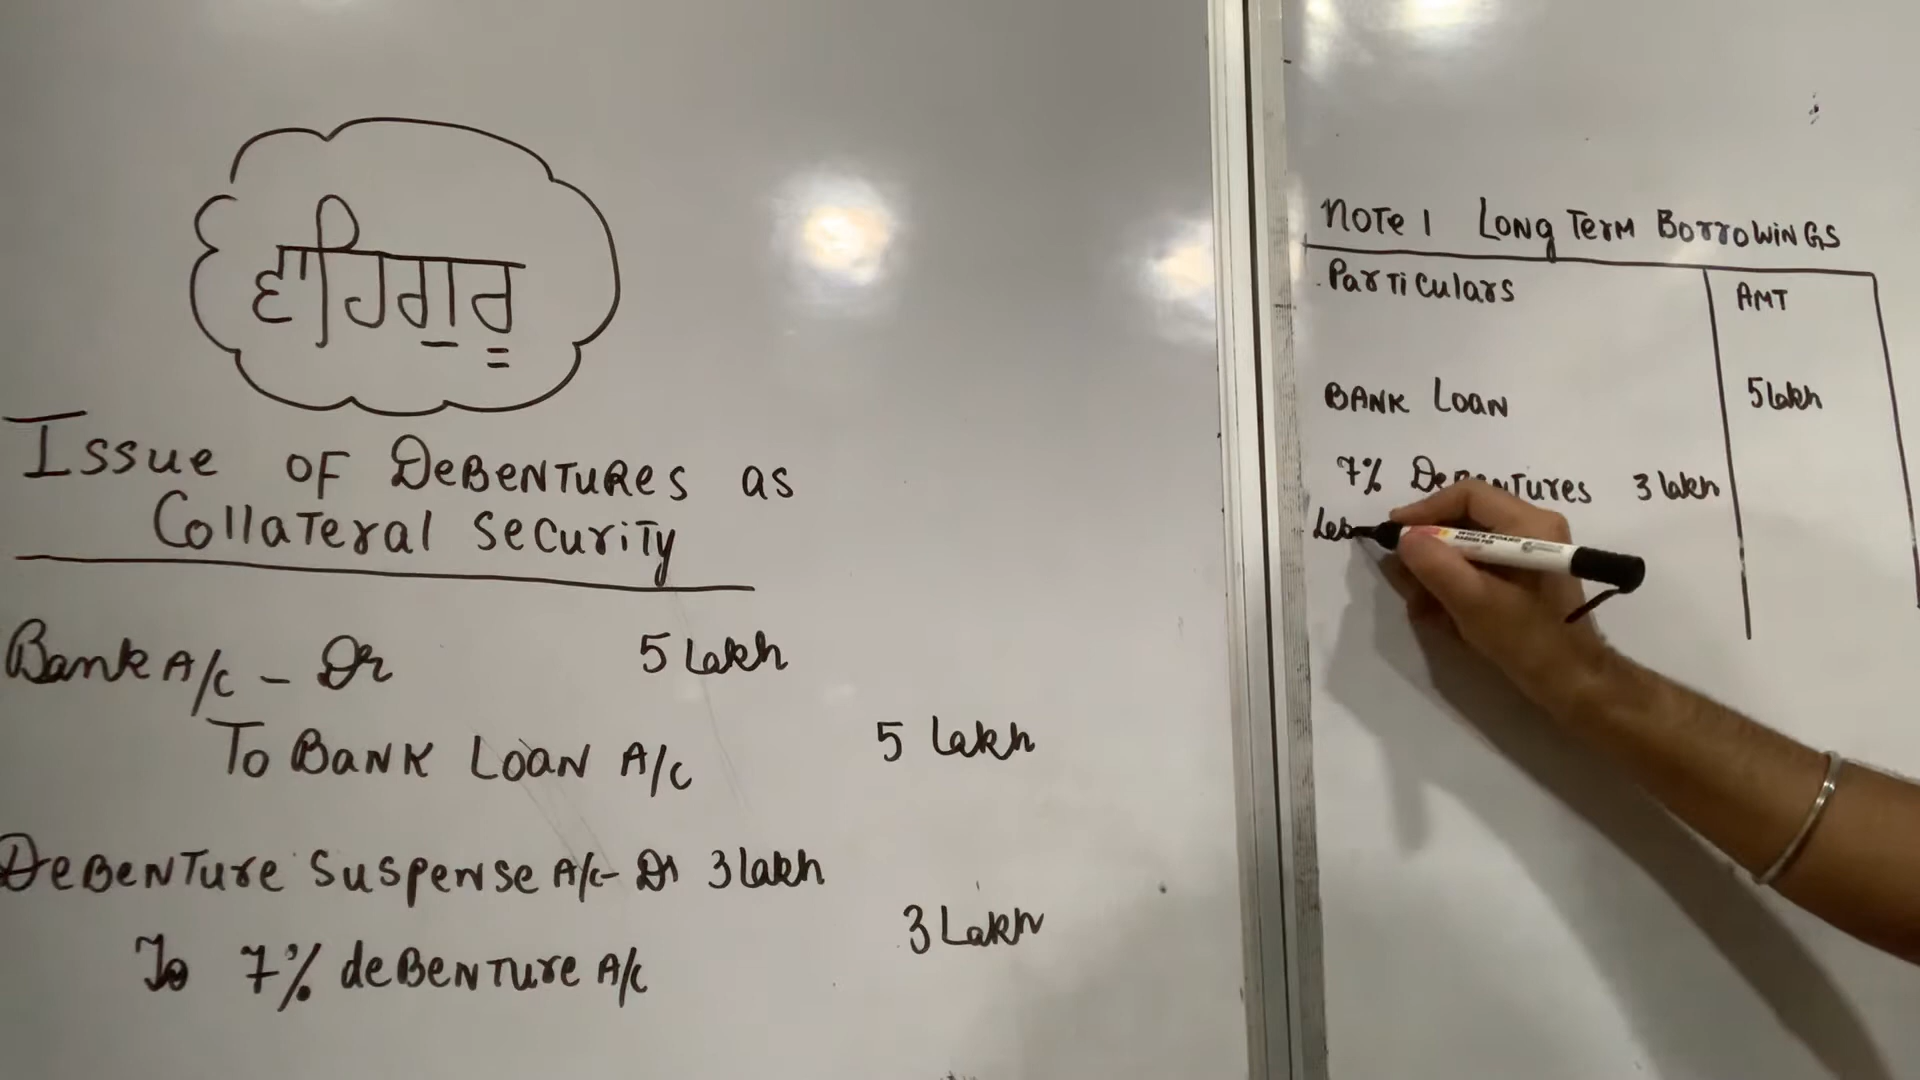 ਵਾਹਿਗੁਰੂ
Issue OF DeBENTUREs as
Collateral Security
Bank A/c - Dr 5 Lakh
To BANK LOAN A/c 5 Lakh
DeBENTure Suspense A/c - Dr 3 lakh
To 7% deBENTure A/c 3 Lakh
NOTE 1 Long Term BorrowinGs
Particulars AMT
BANK LOAN 5 lakh
7% Debentures 3 lakh
Les